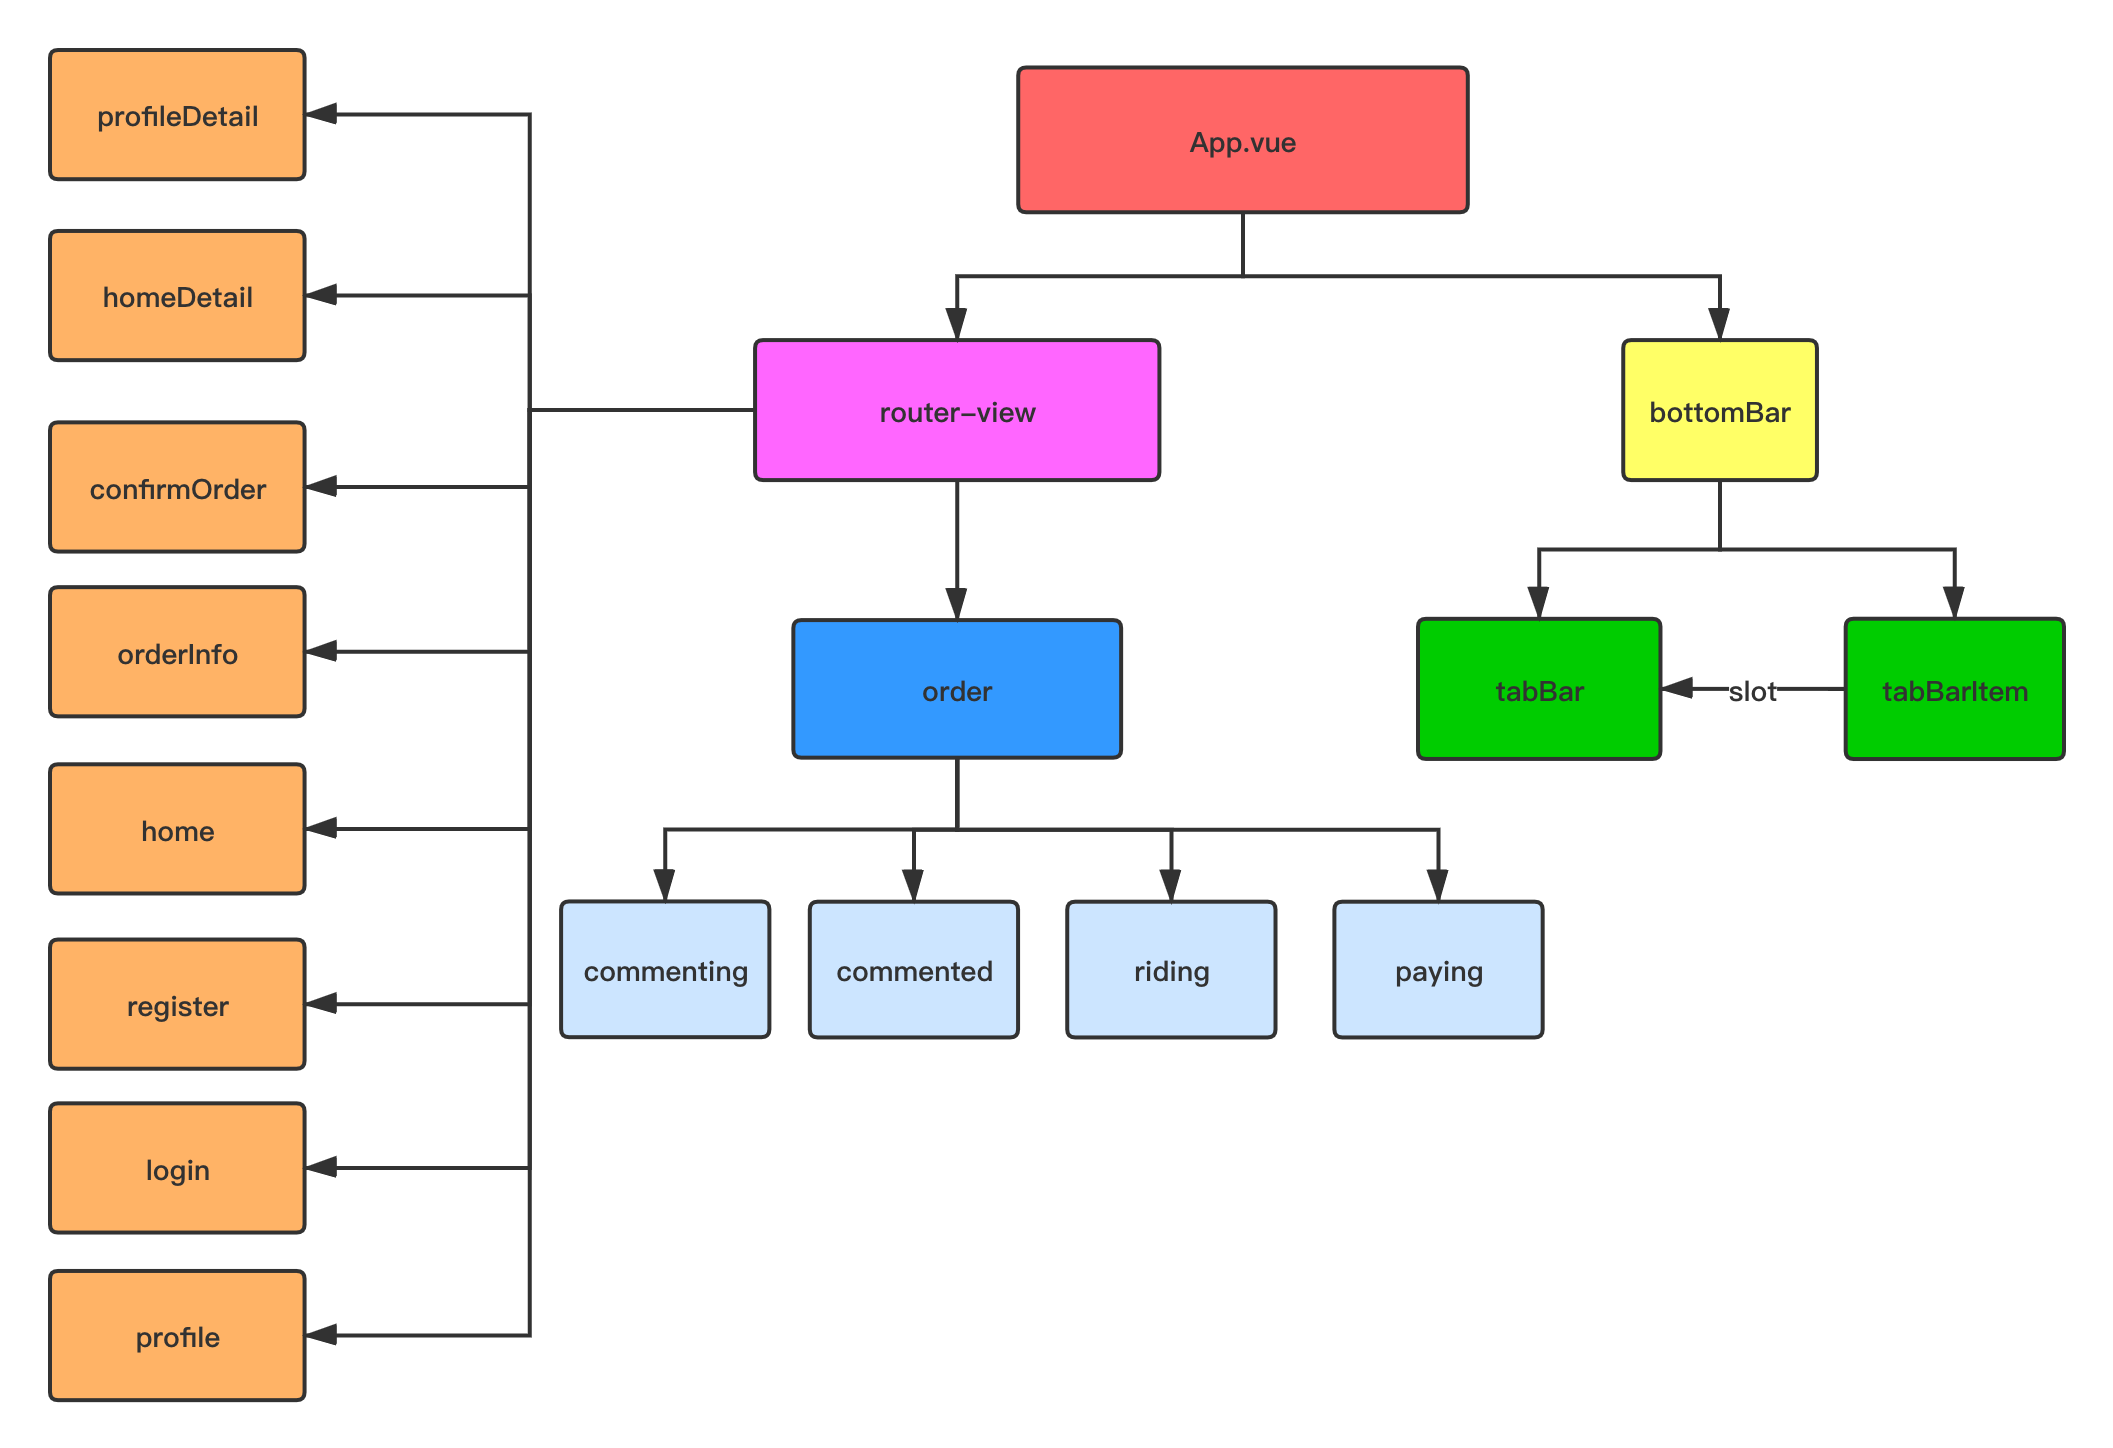 profileDetail
App.vue
homeDetail
router–view
bottomBar
confirmOrder
orderInfo
order
tabBar
slot
tabBarItem
home
commenting
commented
riding
paying
register
login
profile